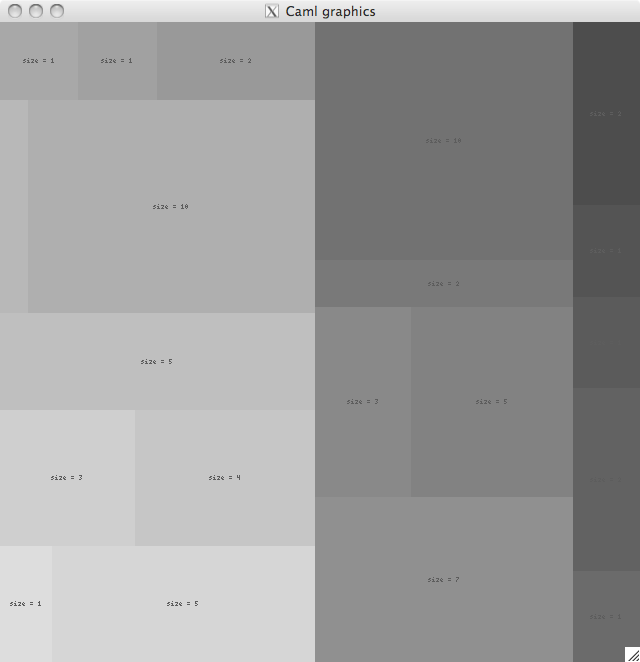 Caml graphics
size = 1
size = 1
size = 2
size = 10
size = 5
size = 3
size = 4
size = 1
size = 5
size = 10
size = 2
size = 3
size = 5
size = 7